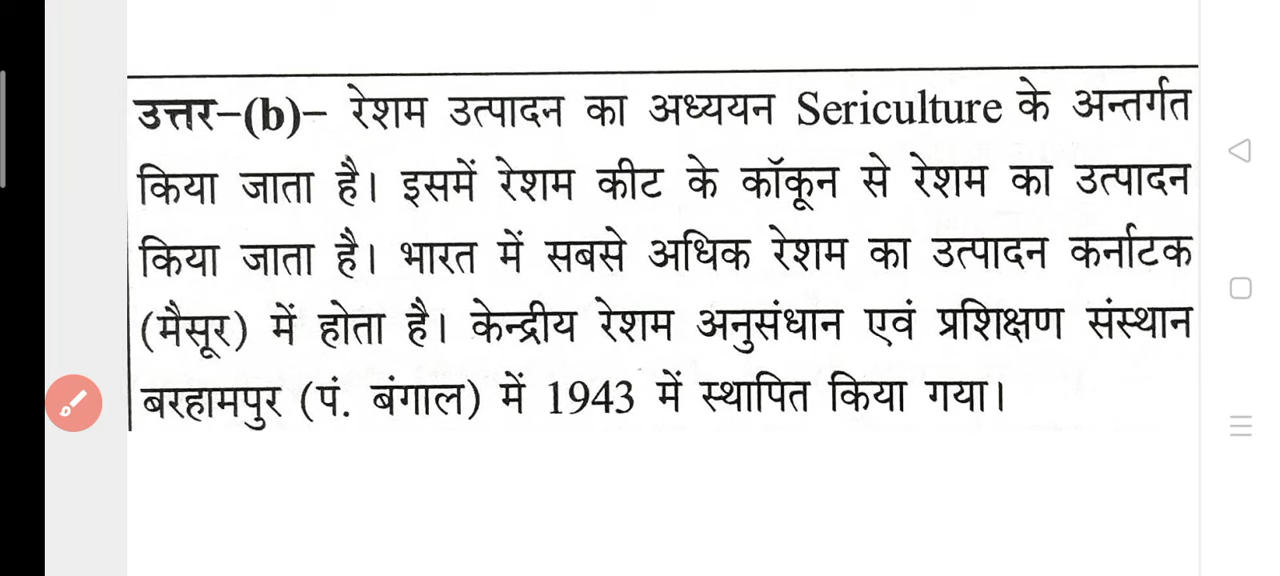 उत्तर–(b)– रेशम उत्पादन का अध्ययन Sericulture के अन्तर्गत
किया जाता है। इसमें रेशम कीट के कॉकून से रेशम का उत्पादन
किया जाता है। भारत में सबसे अधिक रेशम का उत्पादन कर्नाटक
(मैसूर) में होता है। केन्द्रीय रेशम अनुसंधान एवं प्रशिक्षण संस्थान
बरहामपुर (पं. बंगाल) में 1943 में स्थापित किया गया।